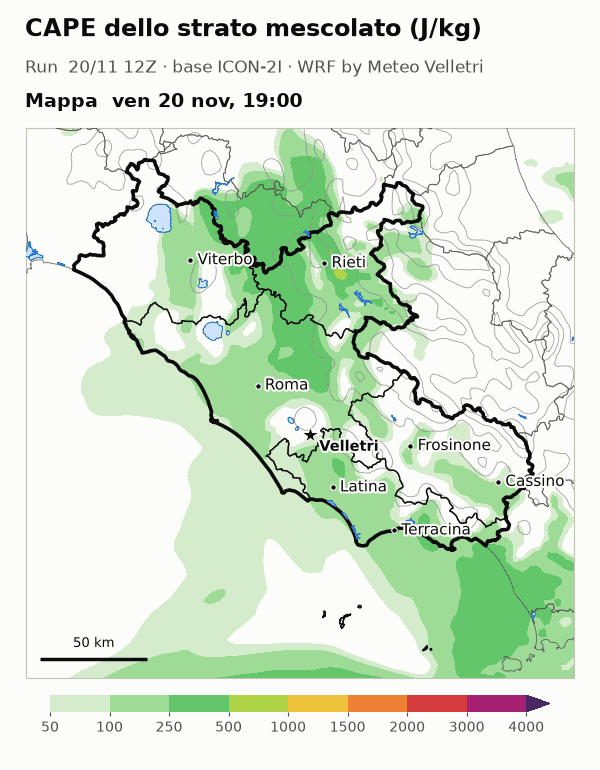 CAPE dello strato mescolato (J/kg)
Run  20/11 12Z · base ICON-2I · WRF by Meteo Velletri
Mappa  ven 20 nov, 19:00
Viterbo
Rieti
Roma
Velletri
Frosinone
Cassino
Latina
Terracina
50 km
50 100 250 500 1000 1500 2000 3000 4000